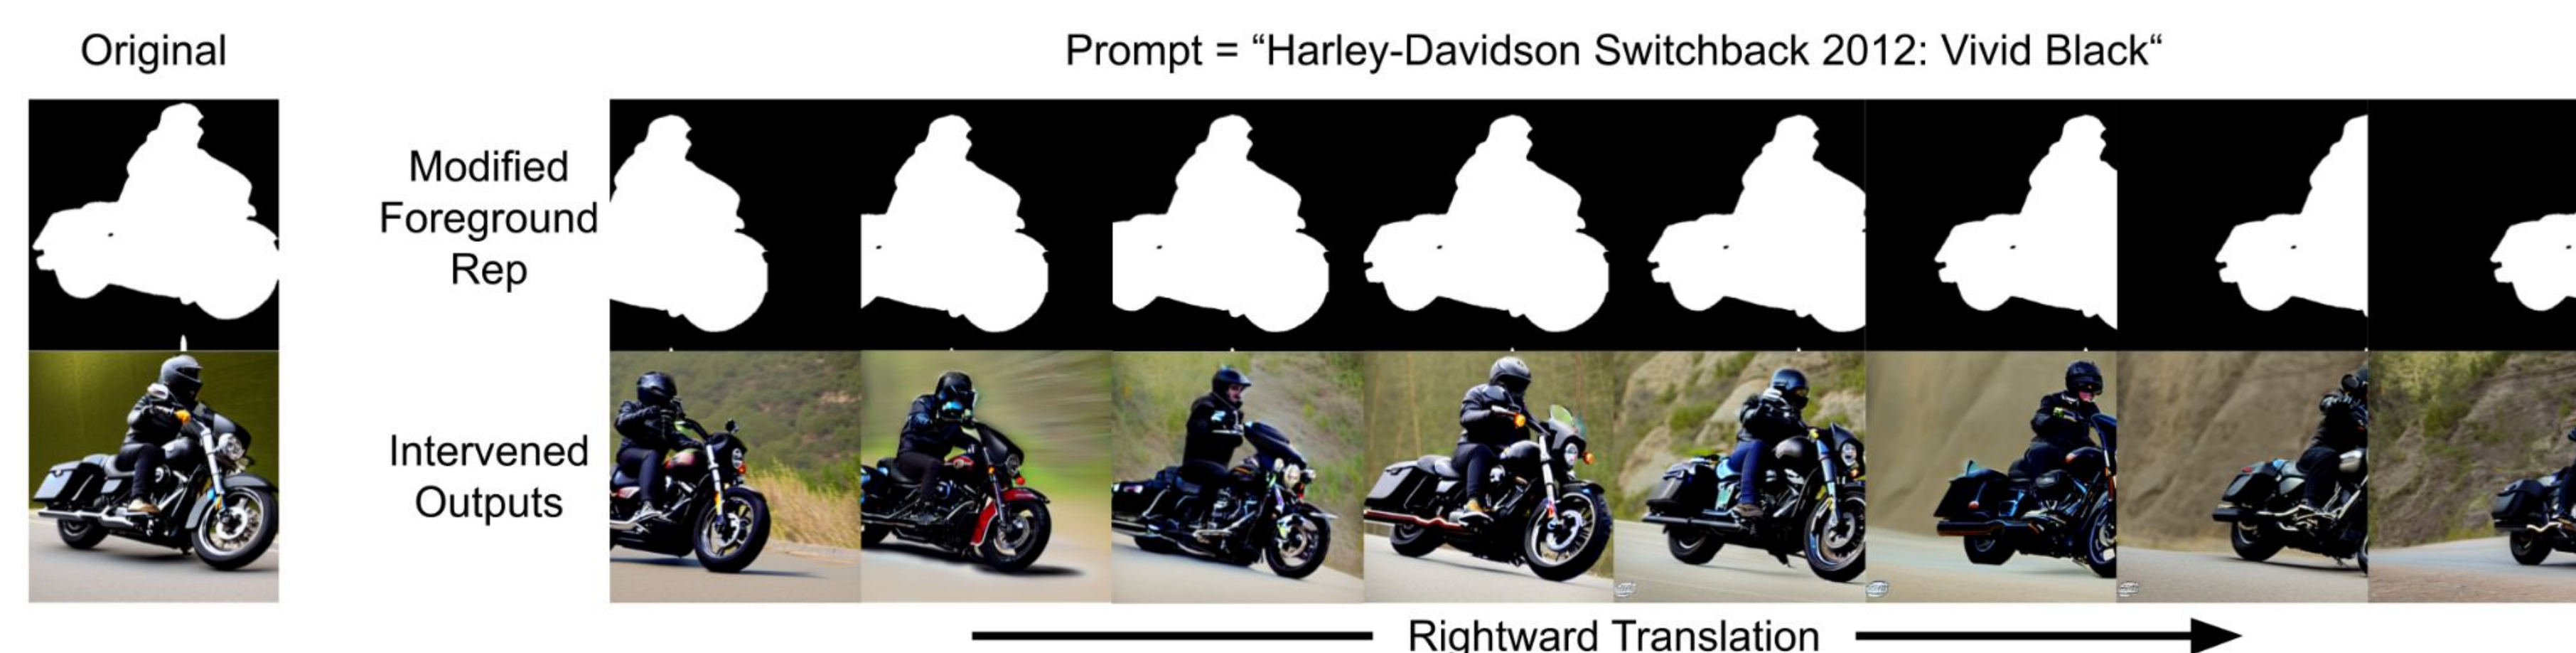 Original
Prompt = “Harley-Davidson Switchback 2012: Vivid Black“
Modified
Foreground
Rep
Intervened
Outputs
Rightward Translation